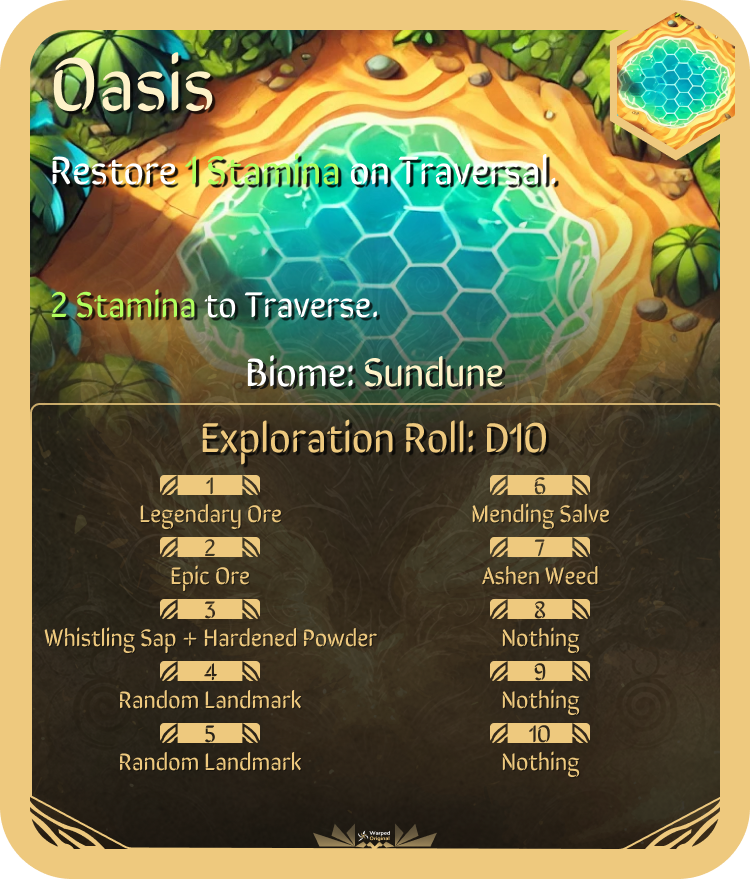 Oasis
Restore 1 Stamina on Traversal.
2 Stamina to Traverse.
Biome: Sundune
Exploration Roll: D10
1
Legendary Ore
2
Epic Ore
3
Whistling Sap + Hardened Powder
4
Random Landmark
5
Random Landmark
6
Mending Salve
7
Ashen Weed
8
Nothing
9
Nothing
10
Nothing
Warped
Original